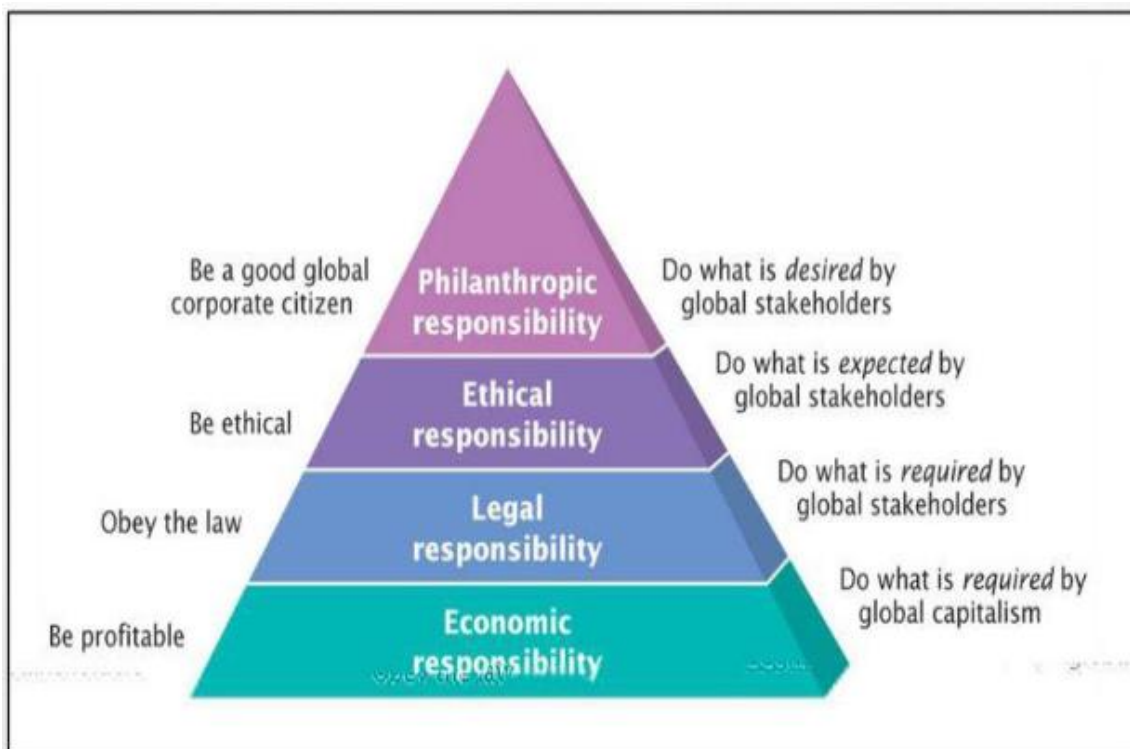 Be a good global
corporate citizen
Philanthropic
responsibility
Do what is desired by
global stakeholders
Be ethical
Ethical
responsibility
Do what is expected by
global stakeholders
Obey the law
Legal
responsibility
Do what is required by
global stakeholders
Be profitable
Economic
responsibility
Do what is required by
global capitalism